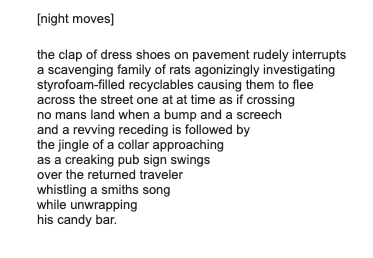 [night moves]
the clap of dress shoes on pavement rudely interrupts
a scavenging family of rats agonizingly investigating
styrofoam-filled recyclables causing them to flee
across the street one at at time as if crossing
no mans land when a bump and a screech
and a revving receding is followed by
the jingle of a collar approaching
as a creaking pub sign swings
over the returned traveler
whistling a smiths song
while unwrapping
his candy bar.